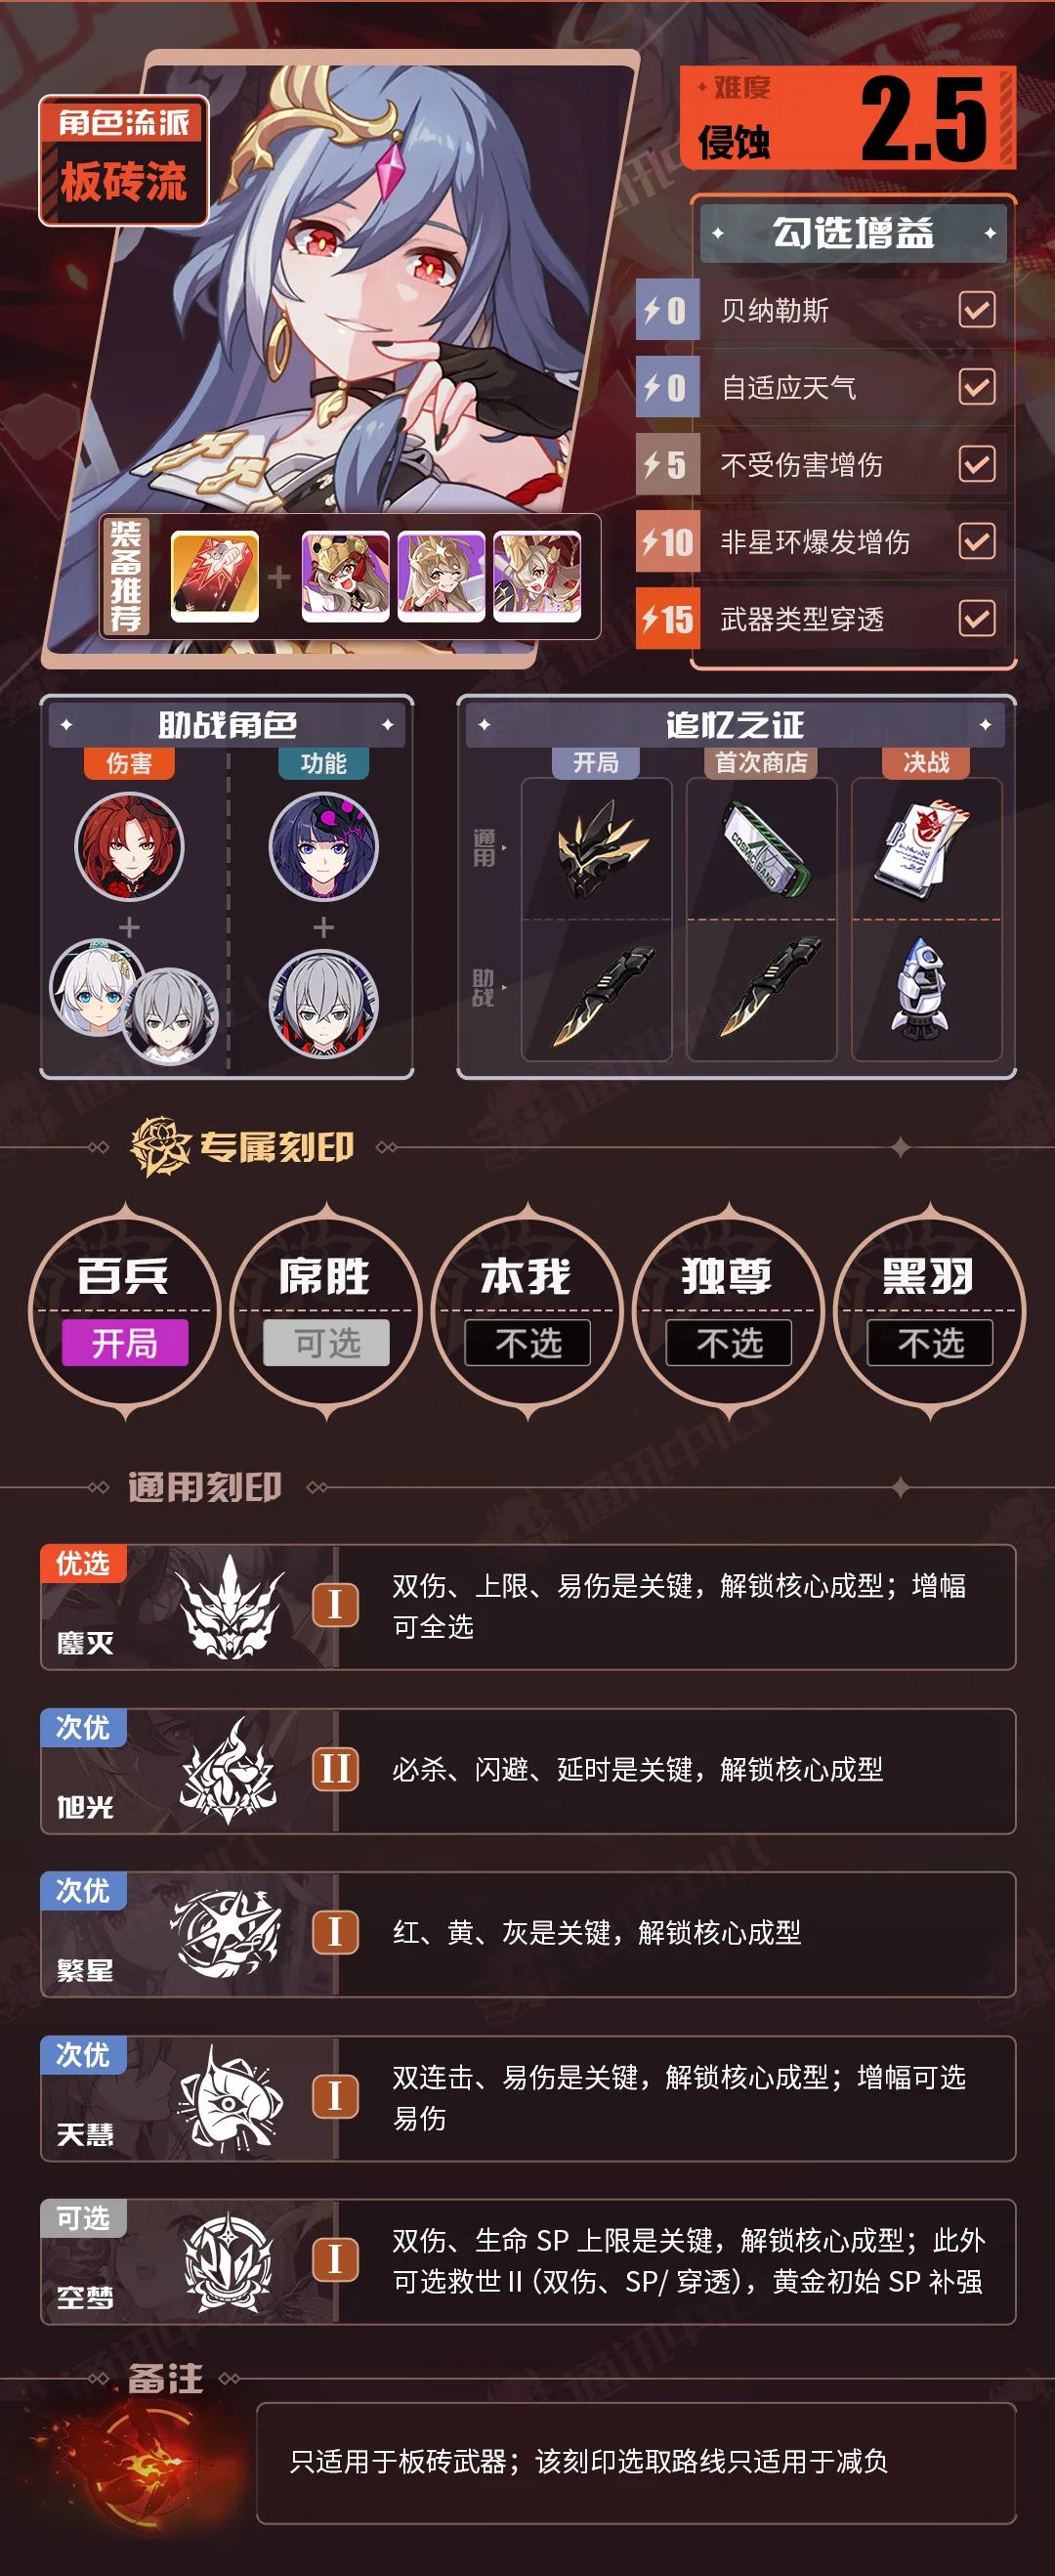 角色流派
板砖流
难度
侵蚀
2.5
勾选增益
0 贝纳勒斯
0 自适应天气
5 不受伤害增伤
10 非星环爆发增伤
15 武器类型穿透
装备推荐
助战角色
伤害
功能
追忆之证
开局
首次商店
决战
通用
助战
COSMIC BAND
专属刻印
百兵
开局
席胜
可选
本我
不选
独尊
不选
黑羽
不选
通用刻印
优选
鏖灭
I
双伤、上限、易伤是关键，解锁核心成型；增幅
可全选
次优
旭光
II
必杀、闪避、延时是关键，解锁核心成型
次优
繁星
I
红、黄、灰是关键，解锁核心成型
次优
天慧
I
双连击、易伤是关键，解锁核心成型；增幅可选
易伤
可选
空梦
I
双伤、生命 SP 上限是关键，解锁核心成型；此外
可选救世 II（双伤、SP/ 穿透），黄金初始 SP 补强
备注
只适用于板砖武器；该刻印选取路线只适用于减负